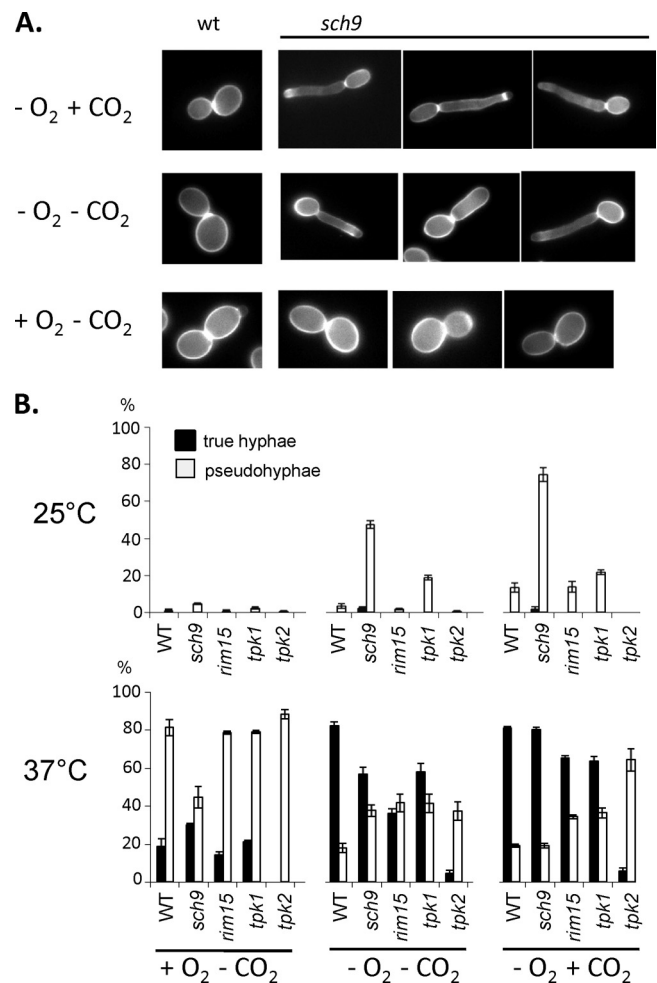 A.
wt sch9
- O2 + CO2
- O2 - CO2
+ O2 - CO2
B.
%
100
80
60
40
20
0
true hyphae
pseudohyphae
25°C
WT sch9 rim15 tpk1 tpk2 WT sch9 rim15 tpk1 tpk2 WT sch9 rim15 tpk1 tpk2
%
100
80
60
40
20
0
37°C
WT sch9 rim15 tpk1 tpk2 WT sch9 rim15 tpk1 tpk2 WT sch9 rim15 tpk1 tpk2
+ O2 - CO2 - O2 - CO2 - O2 + CO2